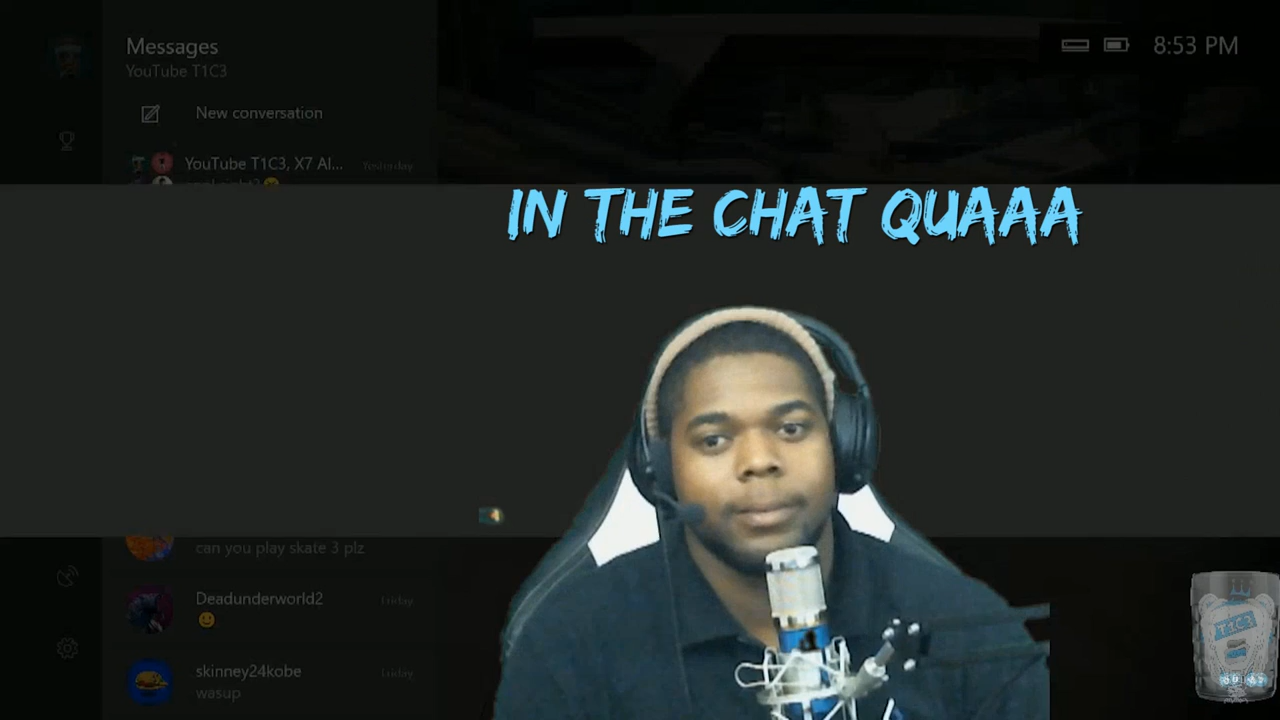 Messages
YouTube T1C3
8:53 PM
New conversation
YouTube T1C3, X7 Al... Yesterday
IN THE CHAT QUAAA
can you play skate 3 plz
Deadunderworld2 Friday
skinney24kobe Friday
wasup
T1C3